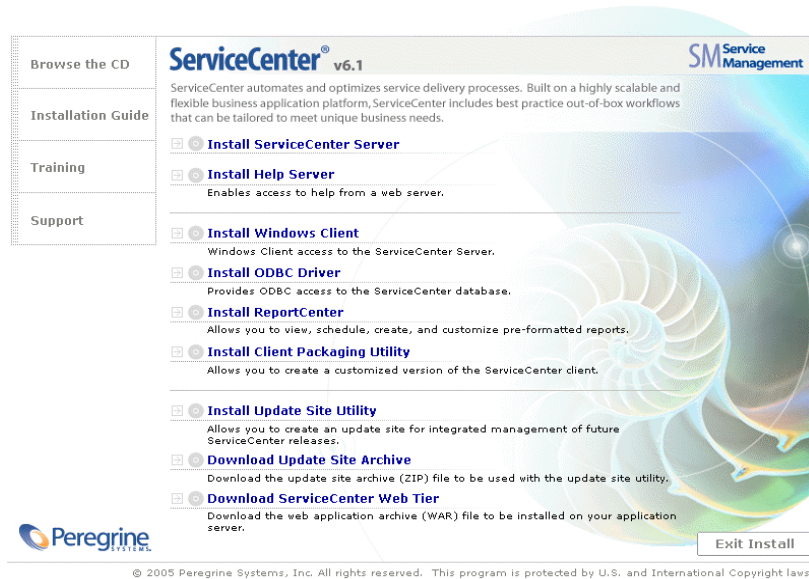 Browse the CD
Installation Guide
Training
Support
ServiceCenter® v6.1
SM Service Management
ServiceCenter automates and optimizes service delivery processes. Built on a highly scalable and
flexible business application platform, ServiceCenter includes best practice out-of-box workflows
that can be tailored to meet unique business needs.
Install ServiceCenter Server
Install Help Server
Enables access to help from a web server.
Install Windows Client
Windows Client access to the ServiceCenter Server.
Install ODBC Driver
Provides ODBC access to the ServiceCenter database.
Install ReportCenter
Allows you to view, schedule, create, and customize pre-formatted reports.
Install Client Packaging Utility
Allows you to create a customized version of the ServiceCenter client.
Install Update Site Utility
Allows you to create an update site for integrated management of future
ServiceCenter releases.
Download Update Site Archive
Download the update site archive (ZIP) file to be used with the update site utility.
Download ServiceCenter Web Tier
Download the web application archive (WAR) file to be installed on your application
server.
Peregrine
SYSTEMS
Exit Install
© 2005 Peregrine Systems, Inc. All rights reserved. This program is protected by U.S. and International Copyright laws